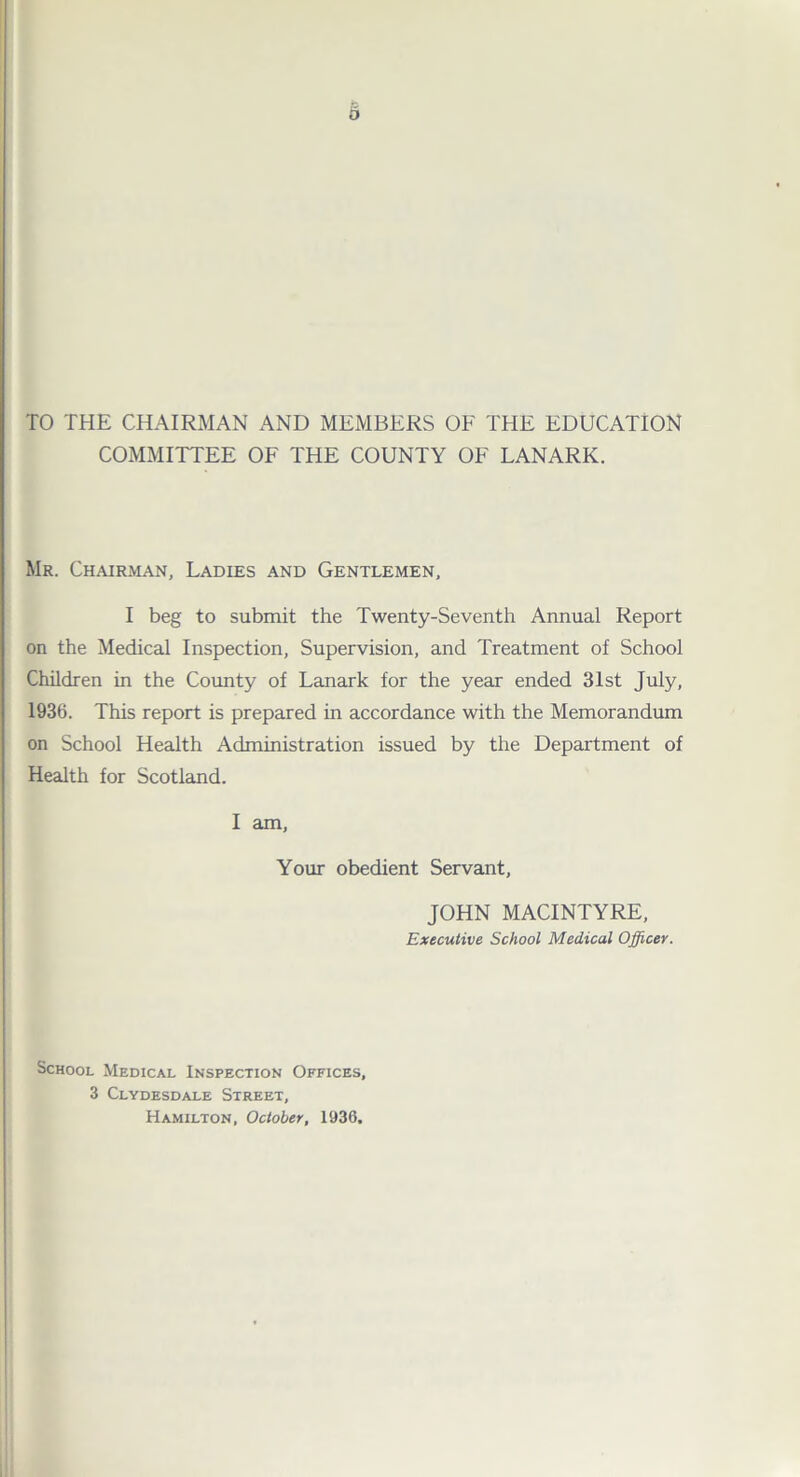 5
TO THE CHAIRMAN AND MEMBERS OF THE EDUCATION
COMMITTEE OF THE COUNTY OF LANARK.
Mr. Chairman, Ladies and Gentlemen,
I beg to submit the Twenty-Seventh Annual Report
on the Medical Inspection, Supervision, and Treatment of School
Children in the County of Lanark for the year ended 31st July,
1936. This report is prepared in accordance with the Memorandum
on School Health Administration issued by the Department of
Health for Scotland.
I am,
Your obedient Servant,
JOHN MACINTYRE,
Executive School Medical Officer.
School Medical Inspection Offices,
3 Clydesdale Street,
Hamilton, October, 1936.